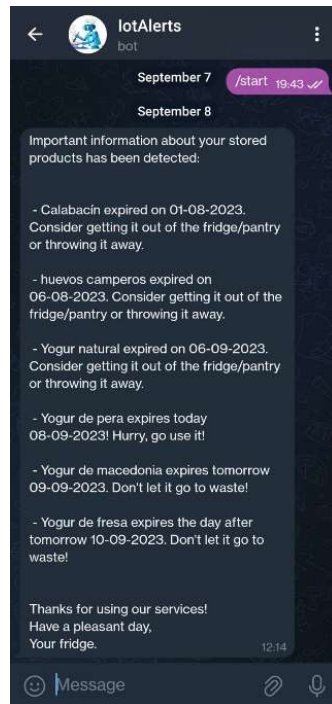 IotAlerts
bot
September 7
/start 19:43
September 8
Important information about your stored
products has been detected:
- Calabacín expired on 01-08-2023.
Consider getting it out of the fridge/pantry
or throwing it away.
- huevos camperos expired on
06-08-2023. Consider getting it out of the
fridge/pantry or throwing it away.
- Yogur natural expired on 06-09-2023.
Consider getting it out of the fridge/pantry
or throwing it away.
- Yogur de pera expires today
08-09-2023! Hurry, go use it!
- Yogur de macedonia expires tomorrow
09-09-2023. Don't let it go to waste!
- Yogur de fresa expires the day after
tomorrow 10-09-2023. Don't let it go to
waste!
Thanks for using our services!
Have a pleasant day,
Your fridge.
12:14
Message